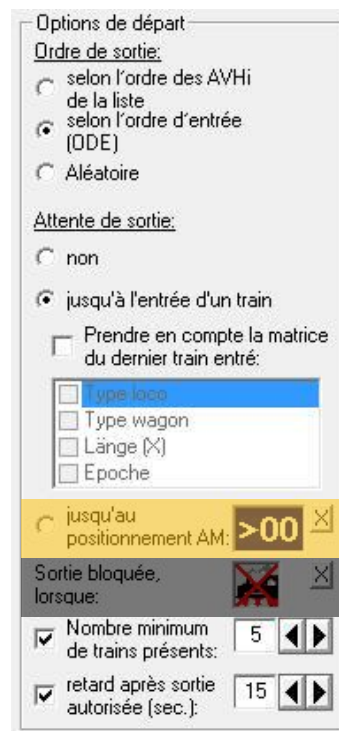 Options de départ
Ordre de sortie:
selon l'ordre des AVHi
de la liste
selon l'ordre d'entrée
(ODE)
Aléatoire
Attente de sortie:
non
jusqu'à l'entrée d'un train
Prendre en compte la matrice
du dernier train entré:
Type loco
Type wagon
Länge (X)
Epoche
jusqu'au
positionnement AM: >00 X
Sortie bloquée,
lorsque: X
Nombre minimum
de trains présents: 5
retard après sortie
autorisée (sec.): 15